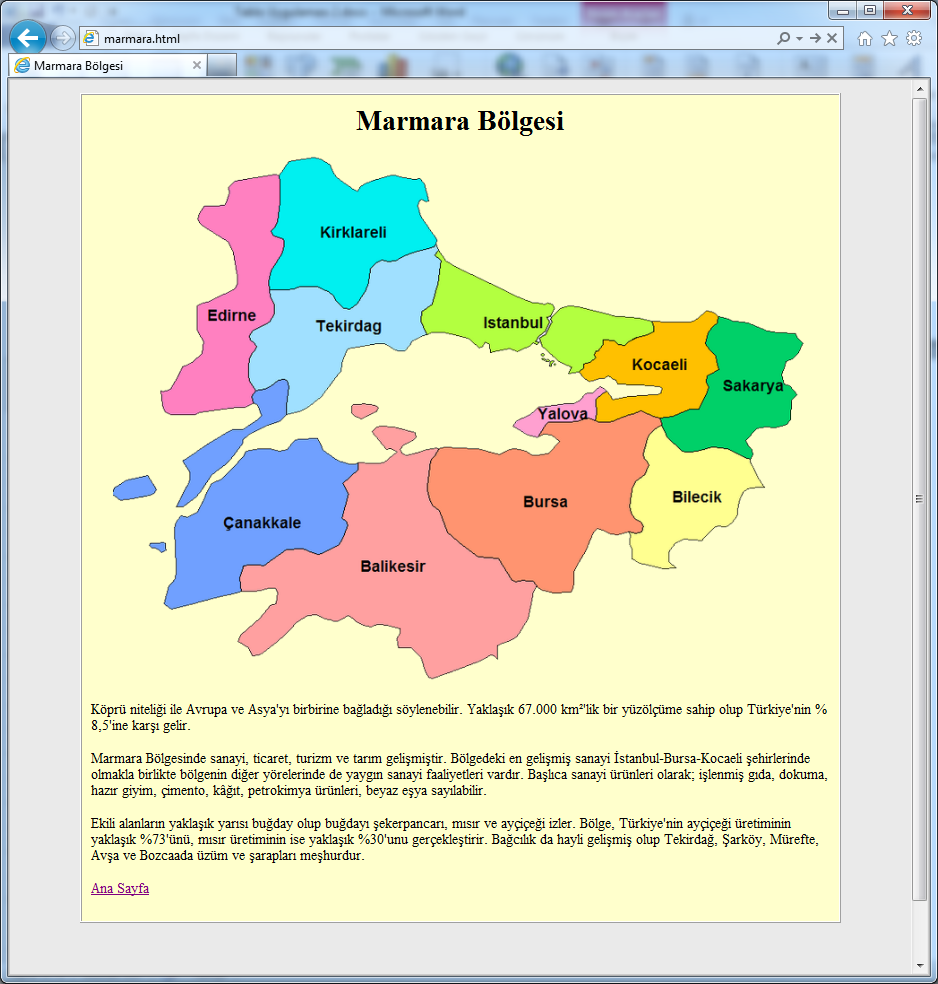 marmara.html
Marmara Bölgesi
Marmara Bölgesi
Kirklareli
Edirne
Tekirdag
Istanbul
Kocaeli
Sakarya
Yalova
Bilecik
Bursa
Çanakkale
Balikesir
Köprü niteliği ile Avrupa ve Asya'yı birbirine bağladığı söylenebilir. Yaklaşık 67.000 km²'lik bir yüzölçüme sahip olup Türkiye'nin %
8,5'ine karşı gelir.
Marmara Bölgesinde sanayi, ticaret, turizm ve tarım gelişmiştir. Bölgedeki en gelişmiş sanayi İstanbul-Bursa-Kocaeli şehirlerinde
olmakla birlikte bölgenin diğer yörelerinde de yaygın sanayi faaliyetleri vardır. Başlıca sanayi ürünleri olarak; işlenmiş gıda, dokuma,
hazır giyim, çimento, kâğıt, petrokimya ürünleri, beyaz eşya sayılabilir.
Ekili alanların yaklaşık yarısı buğday olup buğdayı şekerpancarı, mısır ve ayçiçeği izler. Bölge, Türkiye'nin ayçiçeği üretiminin
yaklaşık %73'ünü, mısır üretiminin ise yaklaşık %30'unu gerçekleştirir. Bağcılık da hayli gelişmiş olup Tekirdağ, Şarköy, Mürefte,
Avşa ve Bozcaada üzüm ve şarapları meşhurdur.
Ana Sayfa